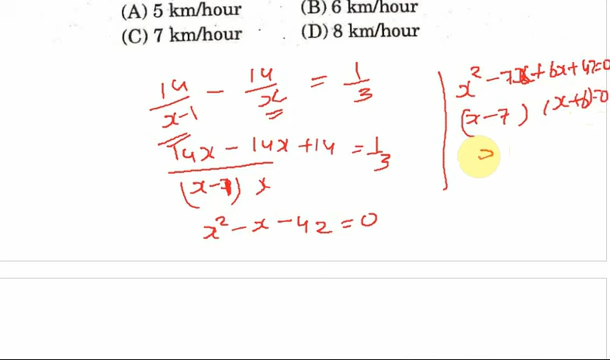 (A) 5 km/hour (B) 6 km/hour
(C) 7 km/hour (D) 8 km/hour
14/(x-1) - 14/x = 1/3
(14x - 14x + 14)/((x-1) x) = 1/3
x² - x - 42 = 0
x² - 7x + 6x + 42 = 0
(x-7) (x+6) = 0
⇒